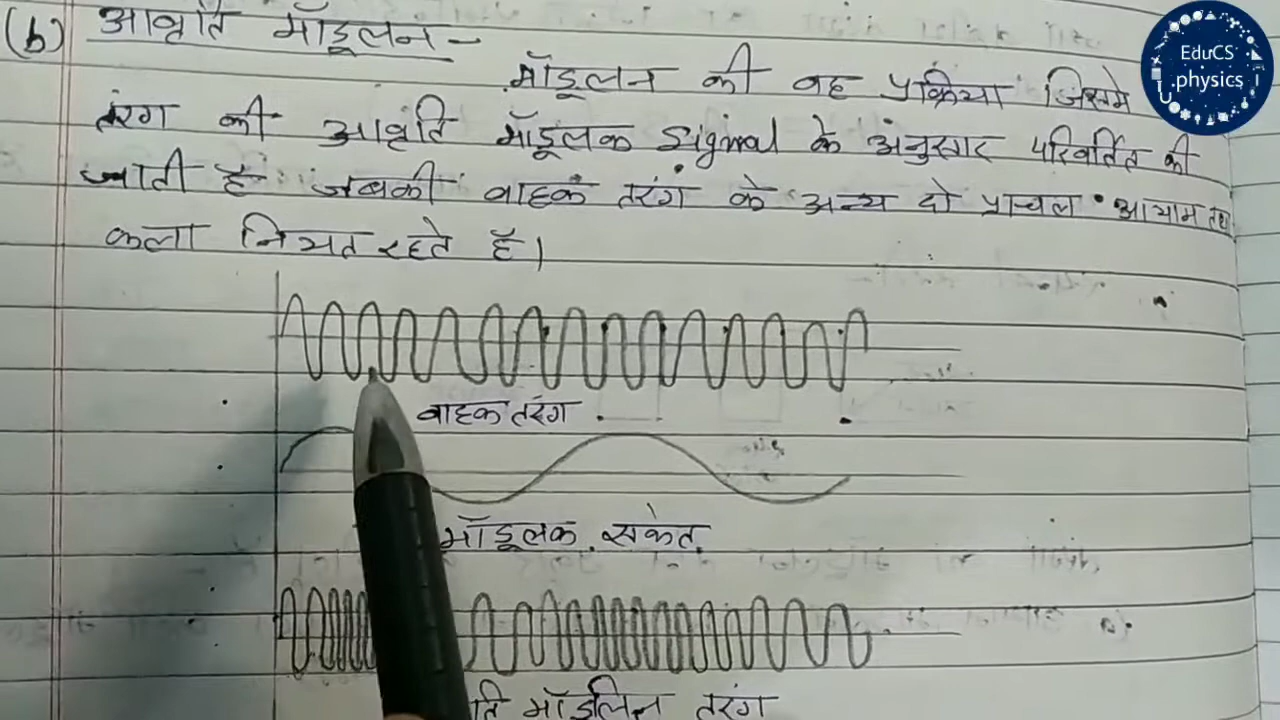 (b) आवृति मॉडूलन -
मॉडूलन की वह प्रक्रिया जिसमे
तरंग की आवृति मॉडूलक Signal के अंनुसार परिवर्तित की
जाती है जबकी वाहक तरंग के अन्य दो प्राचल आयाम तथा
कला नियत रहते है।
वाहक तरंग
मॉडूलक संकेत
ति मॉडूलित तरंग
EduCS
physics